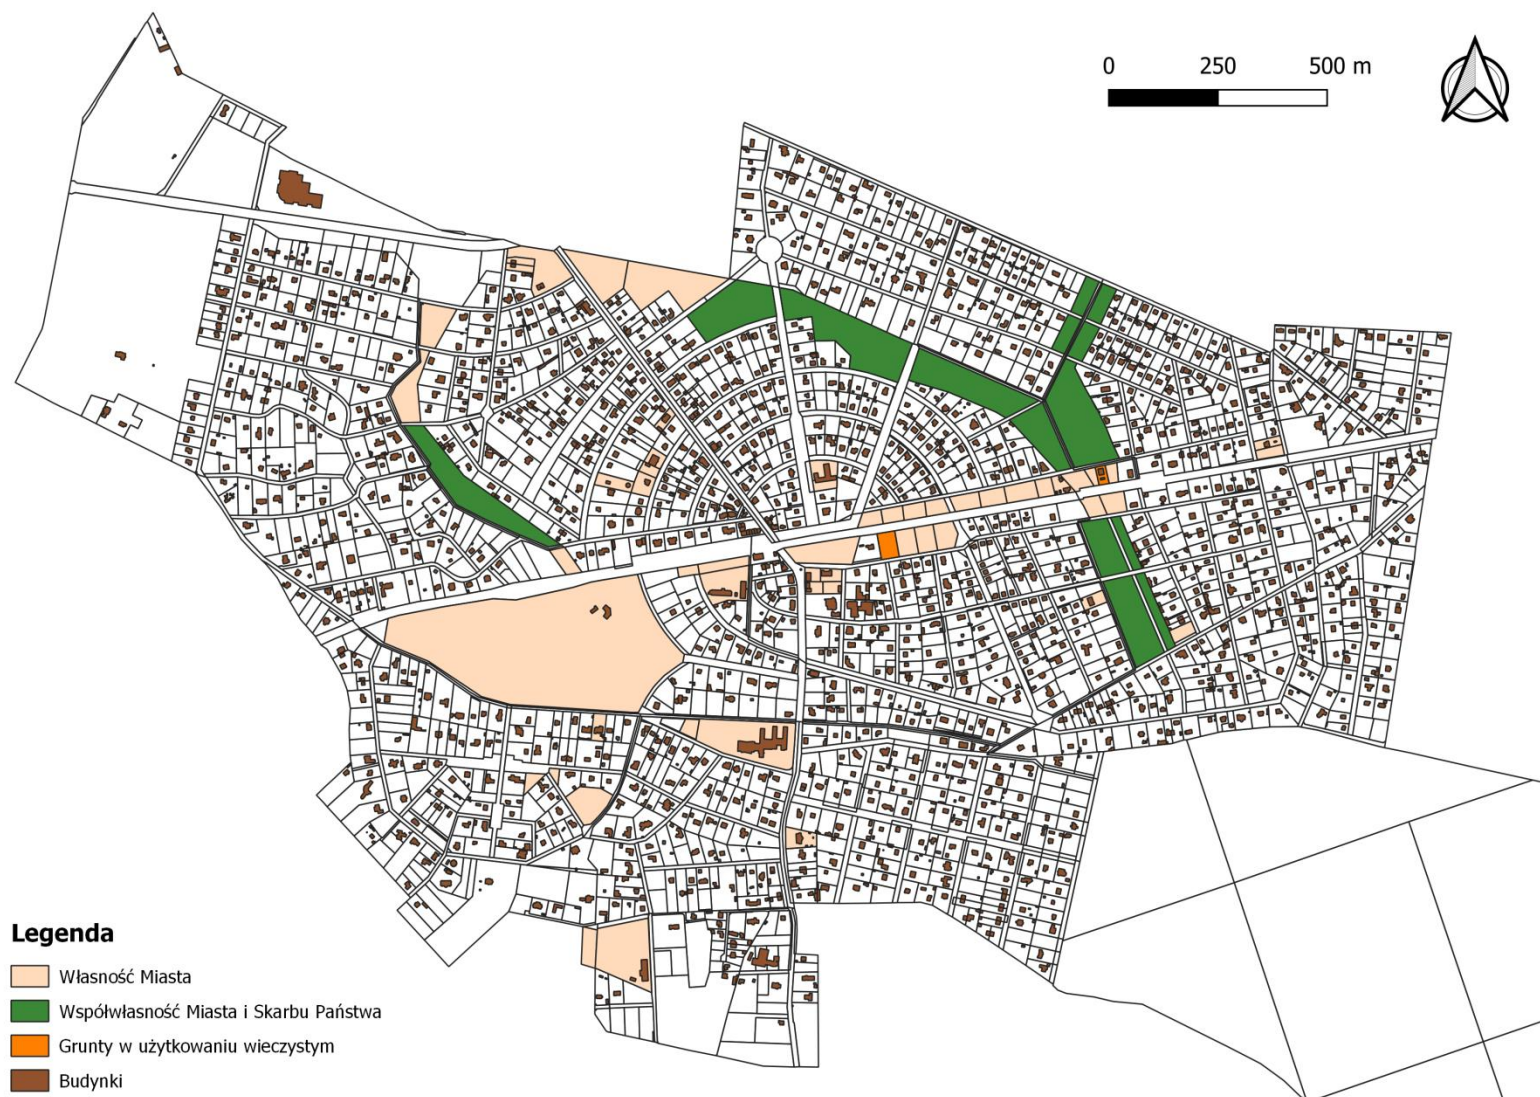 0 250 500 m
Legenda
Własność Miasta
Współwłasność Miasta i Skarbu Państwa
Grunty w użytkowaniu wieczystym
Budynki